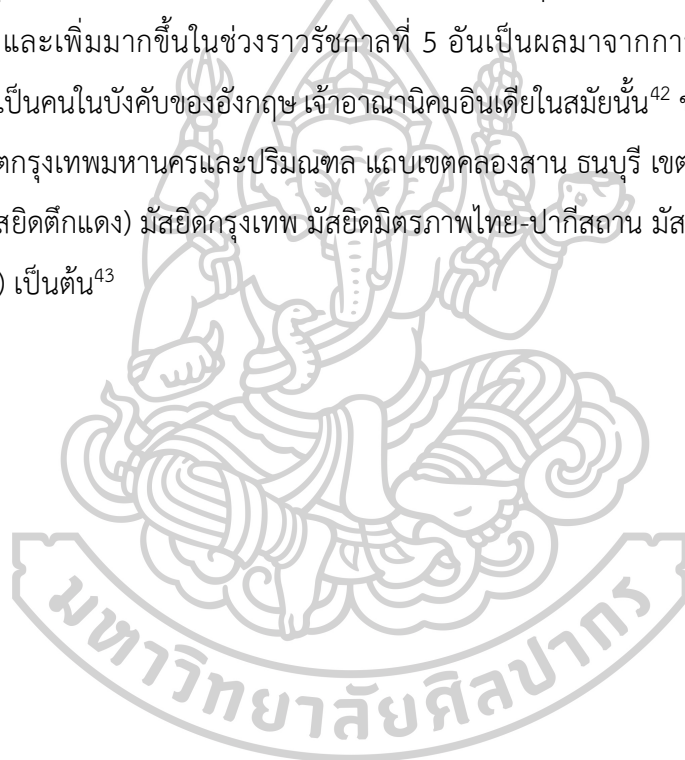 และเพิ่มมากขึ้นในช่วงราวรัชกาลที่ 5 อันเป็นผลมาจากกา
เป็นคนในบังคับของอังกฤษ เจ้าอาณานิคมอินเดียในสมัยนั้น42
ตกรุงเทพมหานครและปริมณฑล แถบเขตคลองสาน ธนบุรี เขต
สยิดตึกแดง) มัสยิดกรุงเทพ มัสยิดมิตรภาพไทย-ปากีสถาน มัส
) เป็นต้น43
มหาวิทยาลัยศิลปากร